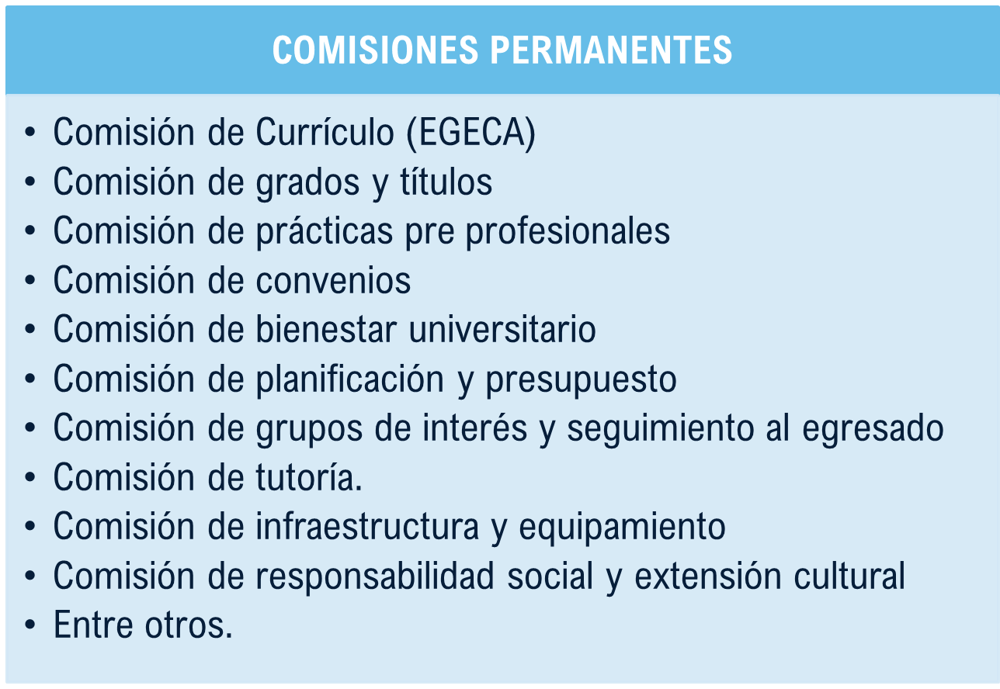 COMISIONES PERMANENTES
• Comisión de Currículo (EGECA)
• Comisión de grados y títulos
• Comisión de prácticas pre profesionales
• Comisión de convenios
• Comisión de bienestar universitario
• Comisión de planificación y presupuesto
• Comisión de grupos de interés y seguimiento al egresado
• Comisión de tutoría.
• Comisión de infraestructura y equipamiento
• Comisión de responsabilidad social y extensión cultural
• Entre otros.